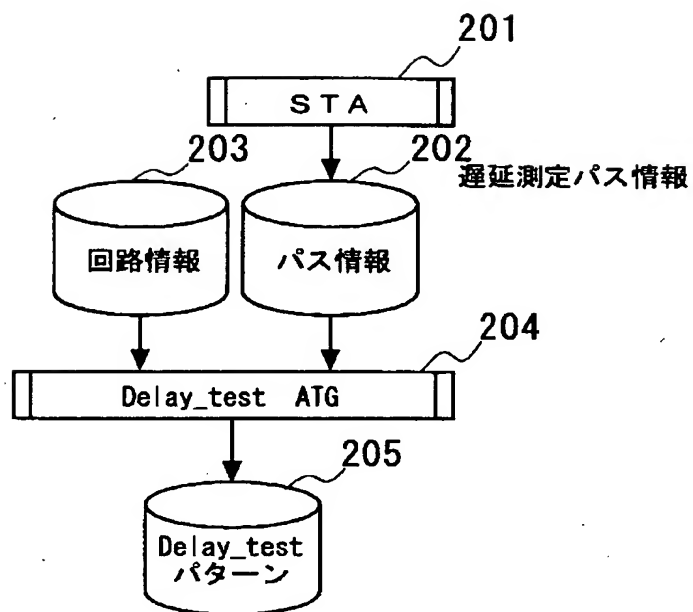 201
STA
203
202
遅延測定パス情報
回路情報
パス情報
204
Delay_test ATG
205
Delay_test
パターン